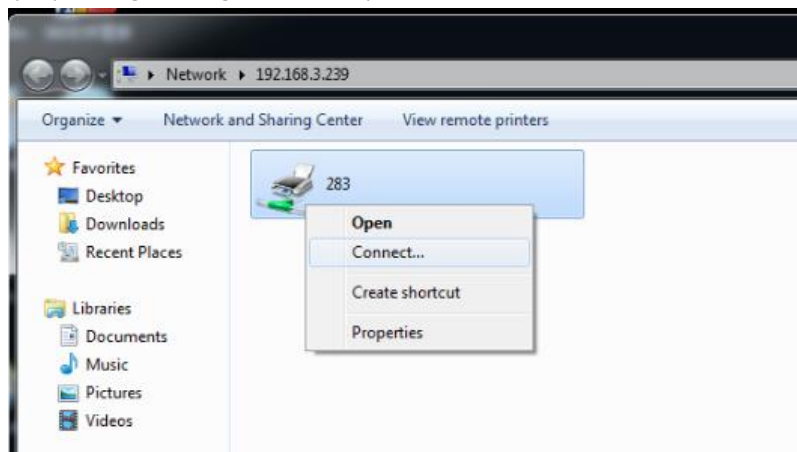 Network ▸ 192.168.3.239
Organize Network and Sharing Center View remote printers
Favorites
Desktop
Downloads
Recent Places
Libraries
Documents
Music
Pictures
Videos
283
Open
Connect...
Create shortcut
Properties